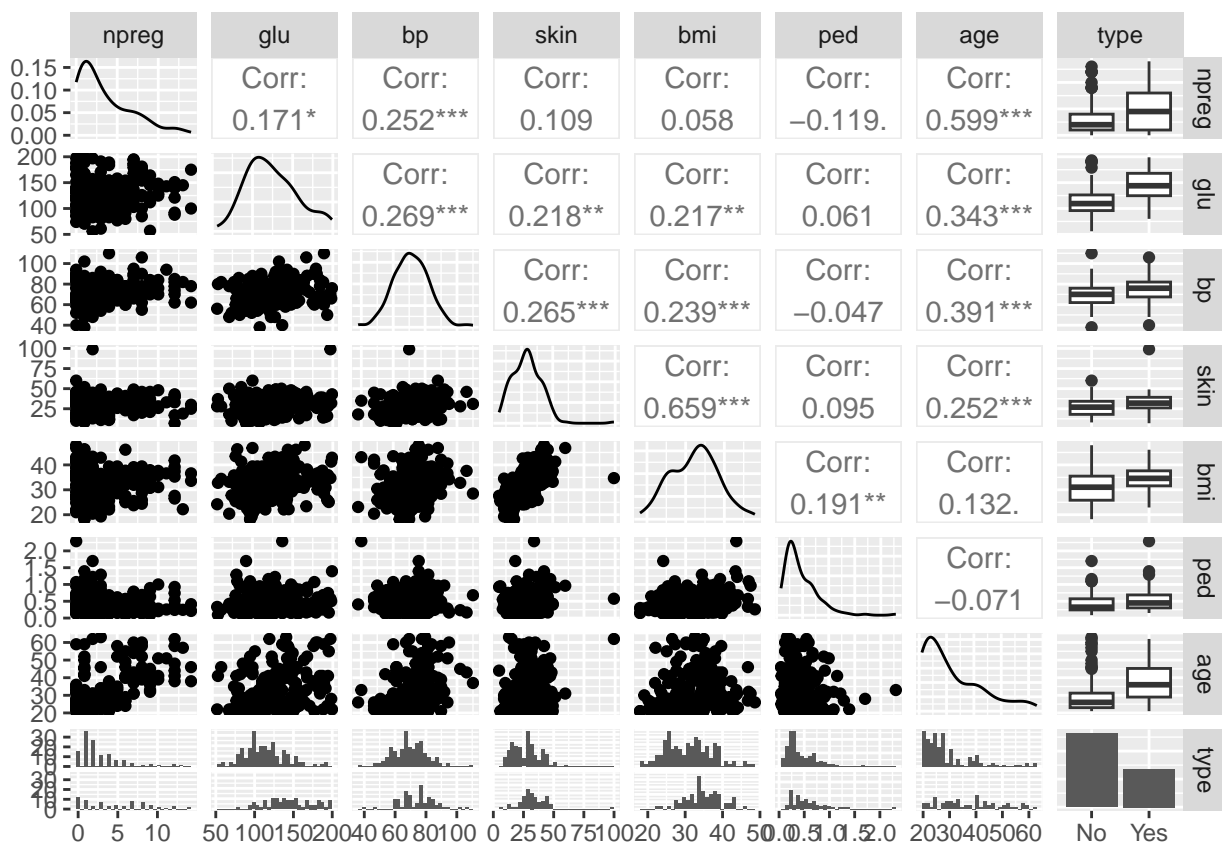 npreg glu bp skin bmi ped age type
0.15
0.10
0.05
0.00
Corr:
0.171*
Corr:
0.252***
Corr:
0.109
Corr:
0.058
Corr:
−0.119.
Corr:
0.599***
npreg
200
150
100
50
Corr:
0.269***
Corr:
0.218**
Corr:
0.217**
Corr:
0.061
Corr:
0.343***
glu
100
80
60
40
Corr:
0.265***
Corr:
0.239***
Corr:
−0.047
Corr:
0.391***
bp
100
75
50
25
Corr:
0.659***
Corr:
0.095
Corr:
0.252***
skin
40
30
20
Corr:
0.191**
Corr:
0.132.
bmi
2.0
1.5
1.0
0.5
0.0
Corr:
−0.071
ped
60
50
40
30
20
age
30
20
10
0
30
20
10
0
type
0 5 10
50 100 150 200
40 60 80 100
0 25 50 75 100
20 30 40 50
0.0 0.5 1.0 1.5 2.0
20 30 40 50 60
No Yes